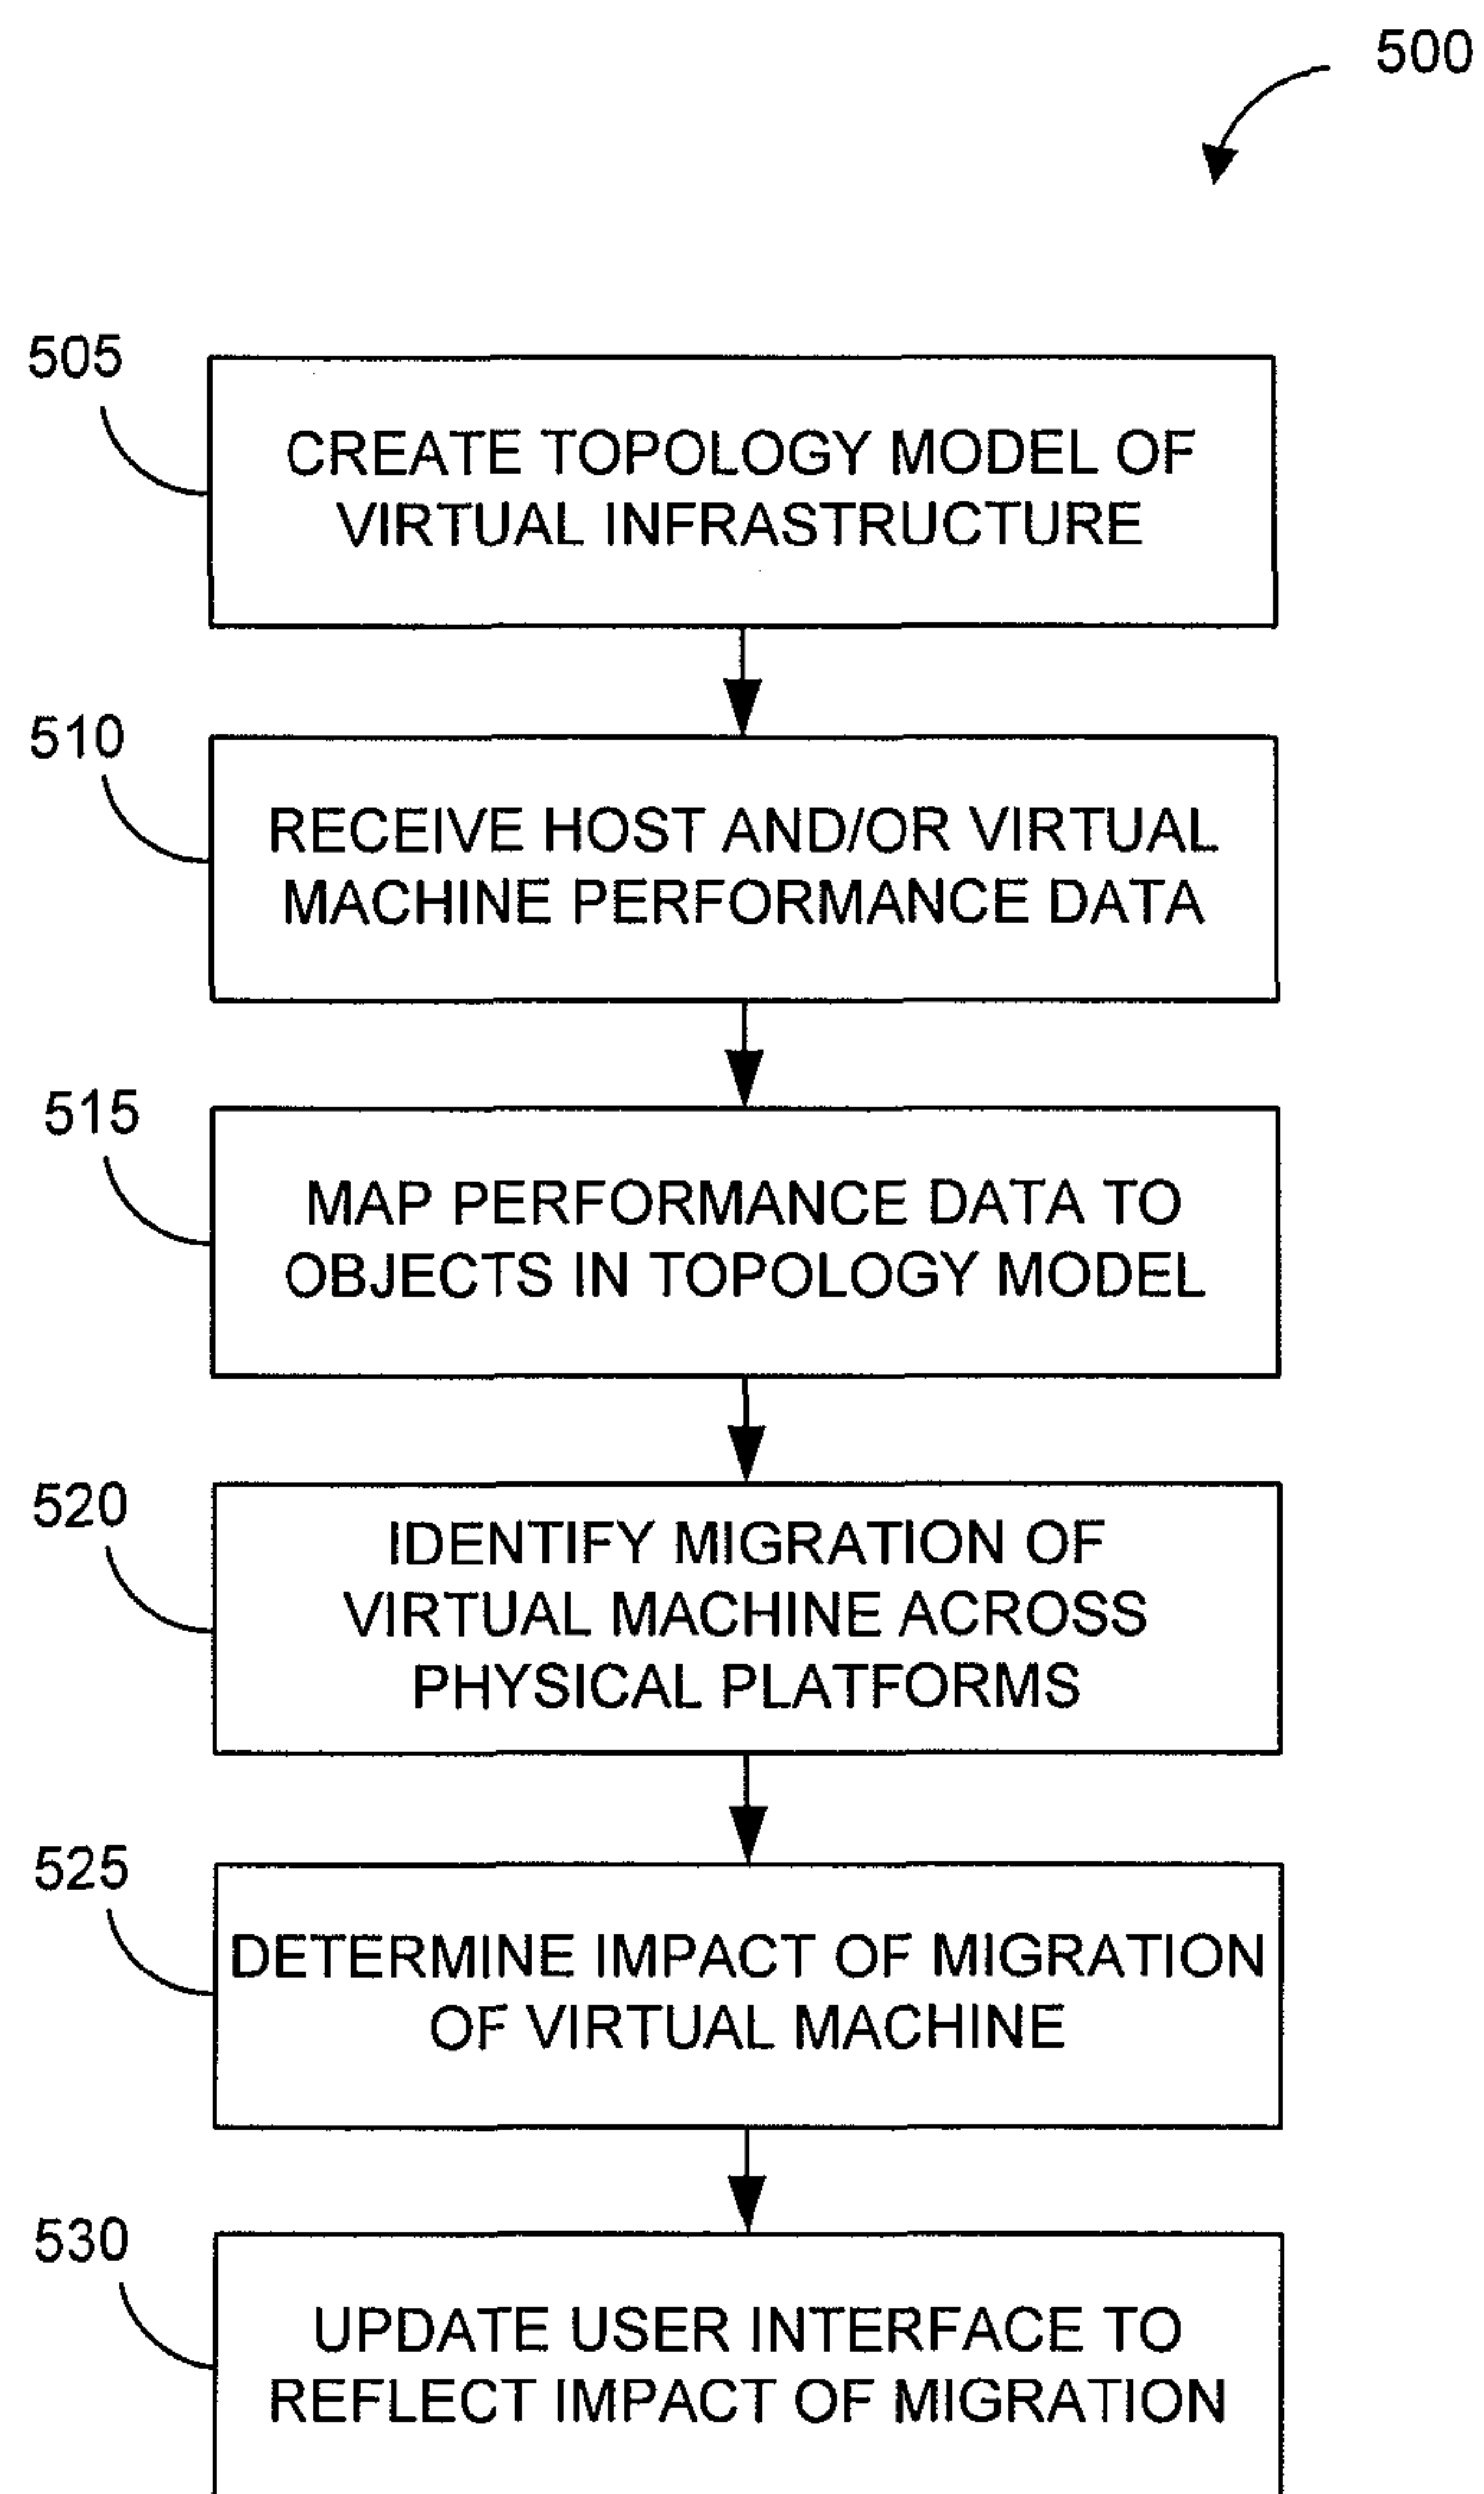 500
505
CREATE TOPOLOGY MODEL OF
VIRTUAL INFRASTRUCTURE
510
RECEIVE HOST AND/OR VIRTUAL
MACHINE PERFORMANCE DATA
515
MAP PERFORMANCE DATA TO
OBJECTS IN TOPOLOGY MODEL
520
IDENTIFY MIGRATION OF
VIRTUAL MACHINE ACROSS
PHYSICAL PLATFORMS
525
DETERMINE IMPACT OF MIGRATION
OF VIRTUAL MACHINE
530
UPDATE USER INTERFACE TO
REFLECT IMPACT OF MIGRATION